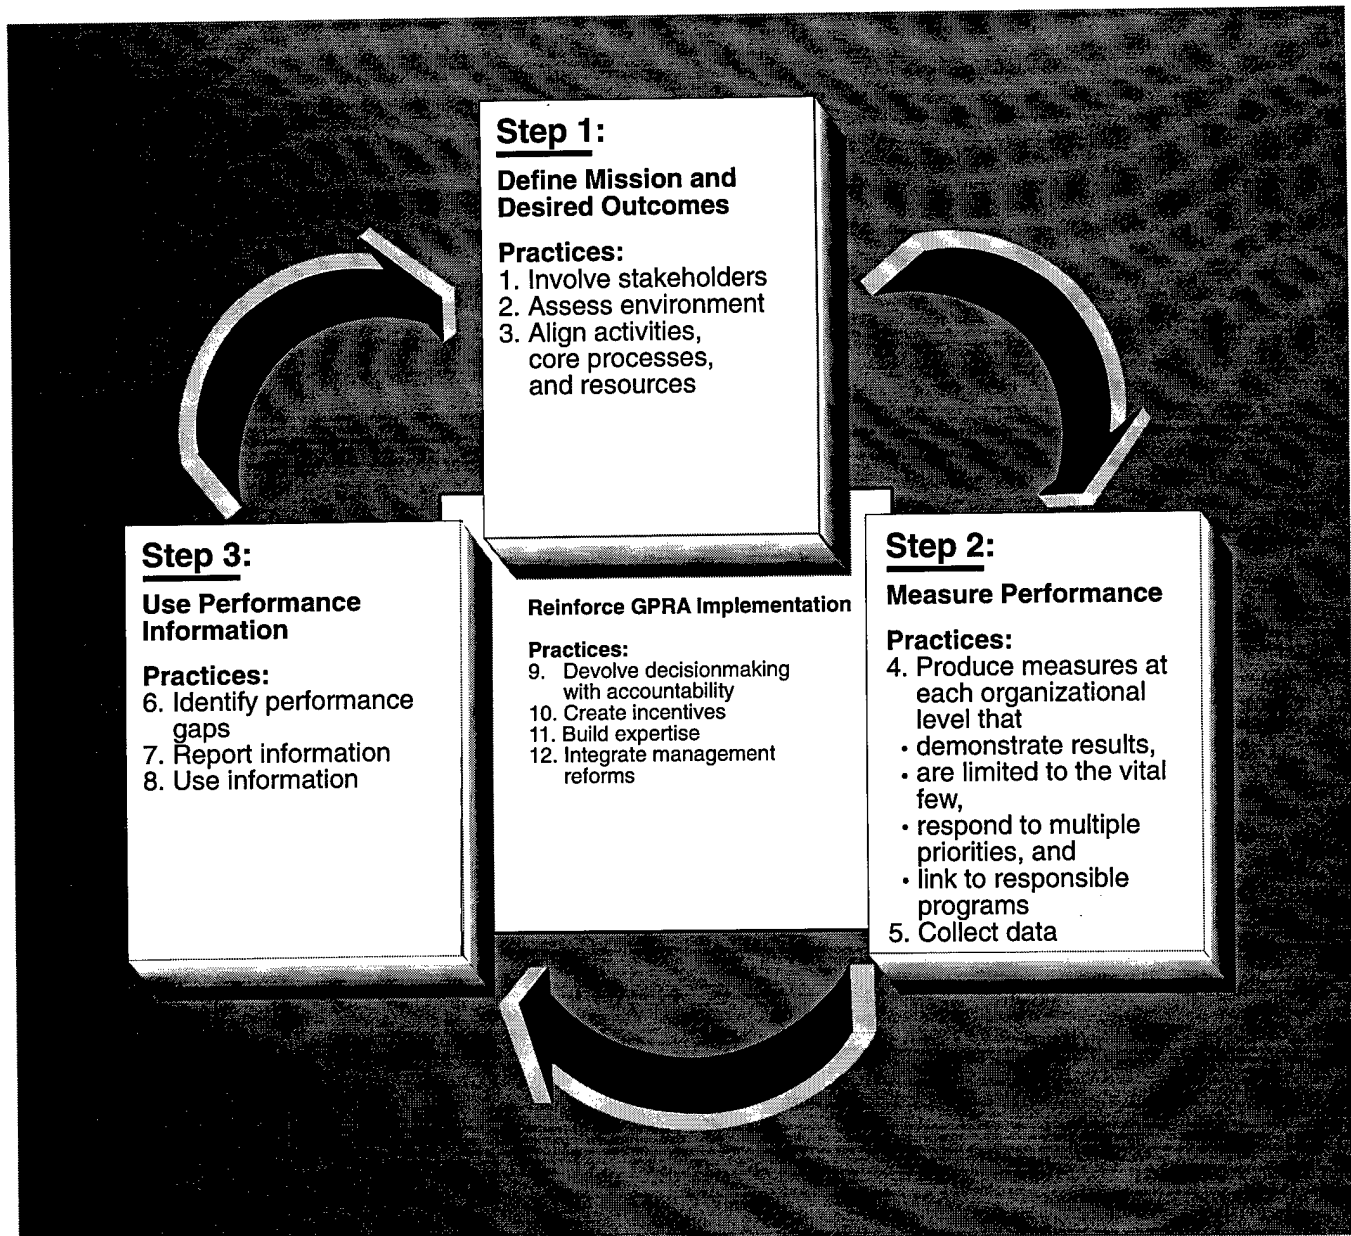 Step 1:
Define Mission and
Desired Outcomes
Practices:
1. Involve stakeholders
2. Assess environment
3. Align activities,
core processes,
and resources
Step 2:
Measure Performance
Practices:
4. Produce measures at
each organizational
level that
• demonstrate results,
• are limited to the vital
few,
• respond to multiple
priorities, and
• link to responsible
programs
5. Collect data
Step 3:
Use Performance
Information
Practices:
6. Identify performance
gaps
7. Report information
8. Use information
Reinforce GPRA Implementation
Practices:
9. Devolve decisionmaking
with accountability
10. Create incentives
11. Build expertise
12. Integrate management
reforms